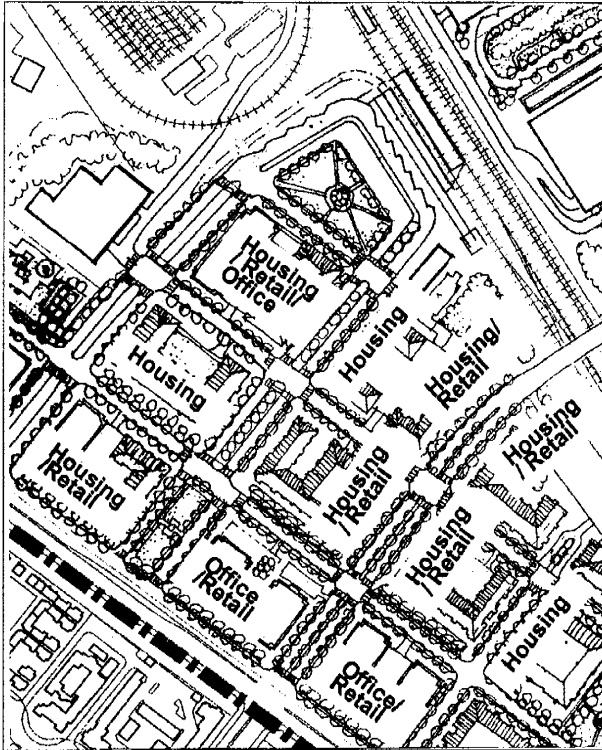 Housing
/ Retail/
Office
Housing
Housing/
Retail
Housing
Housing
/Retail
Housing
/Retail
Housing
/ Retail
Housing
/ Retail
Office
/Retail
Housing
Office/
Retail